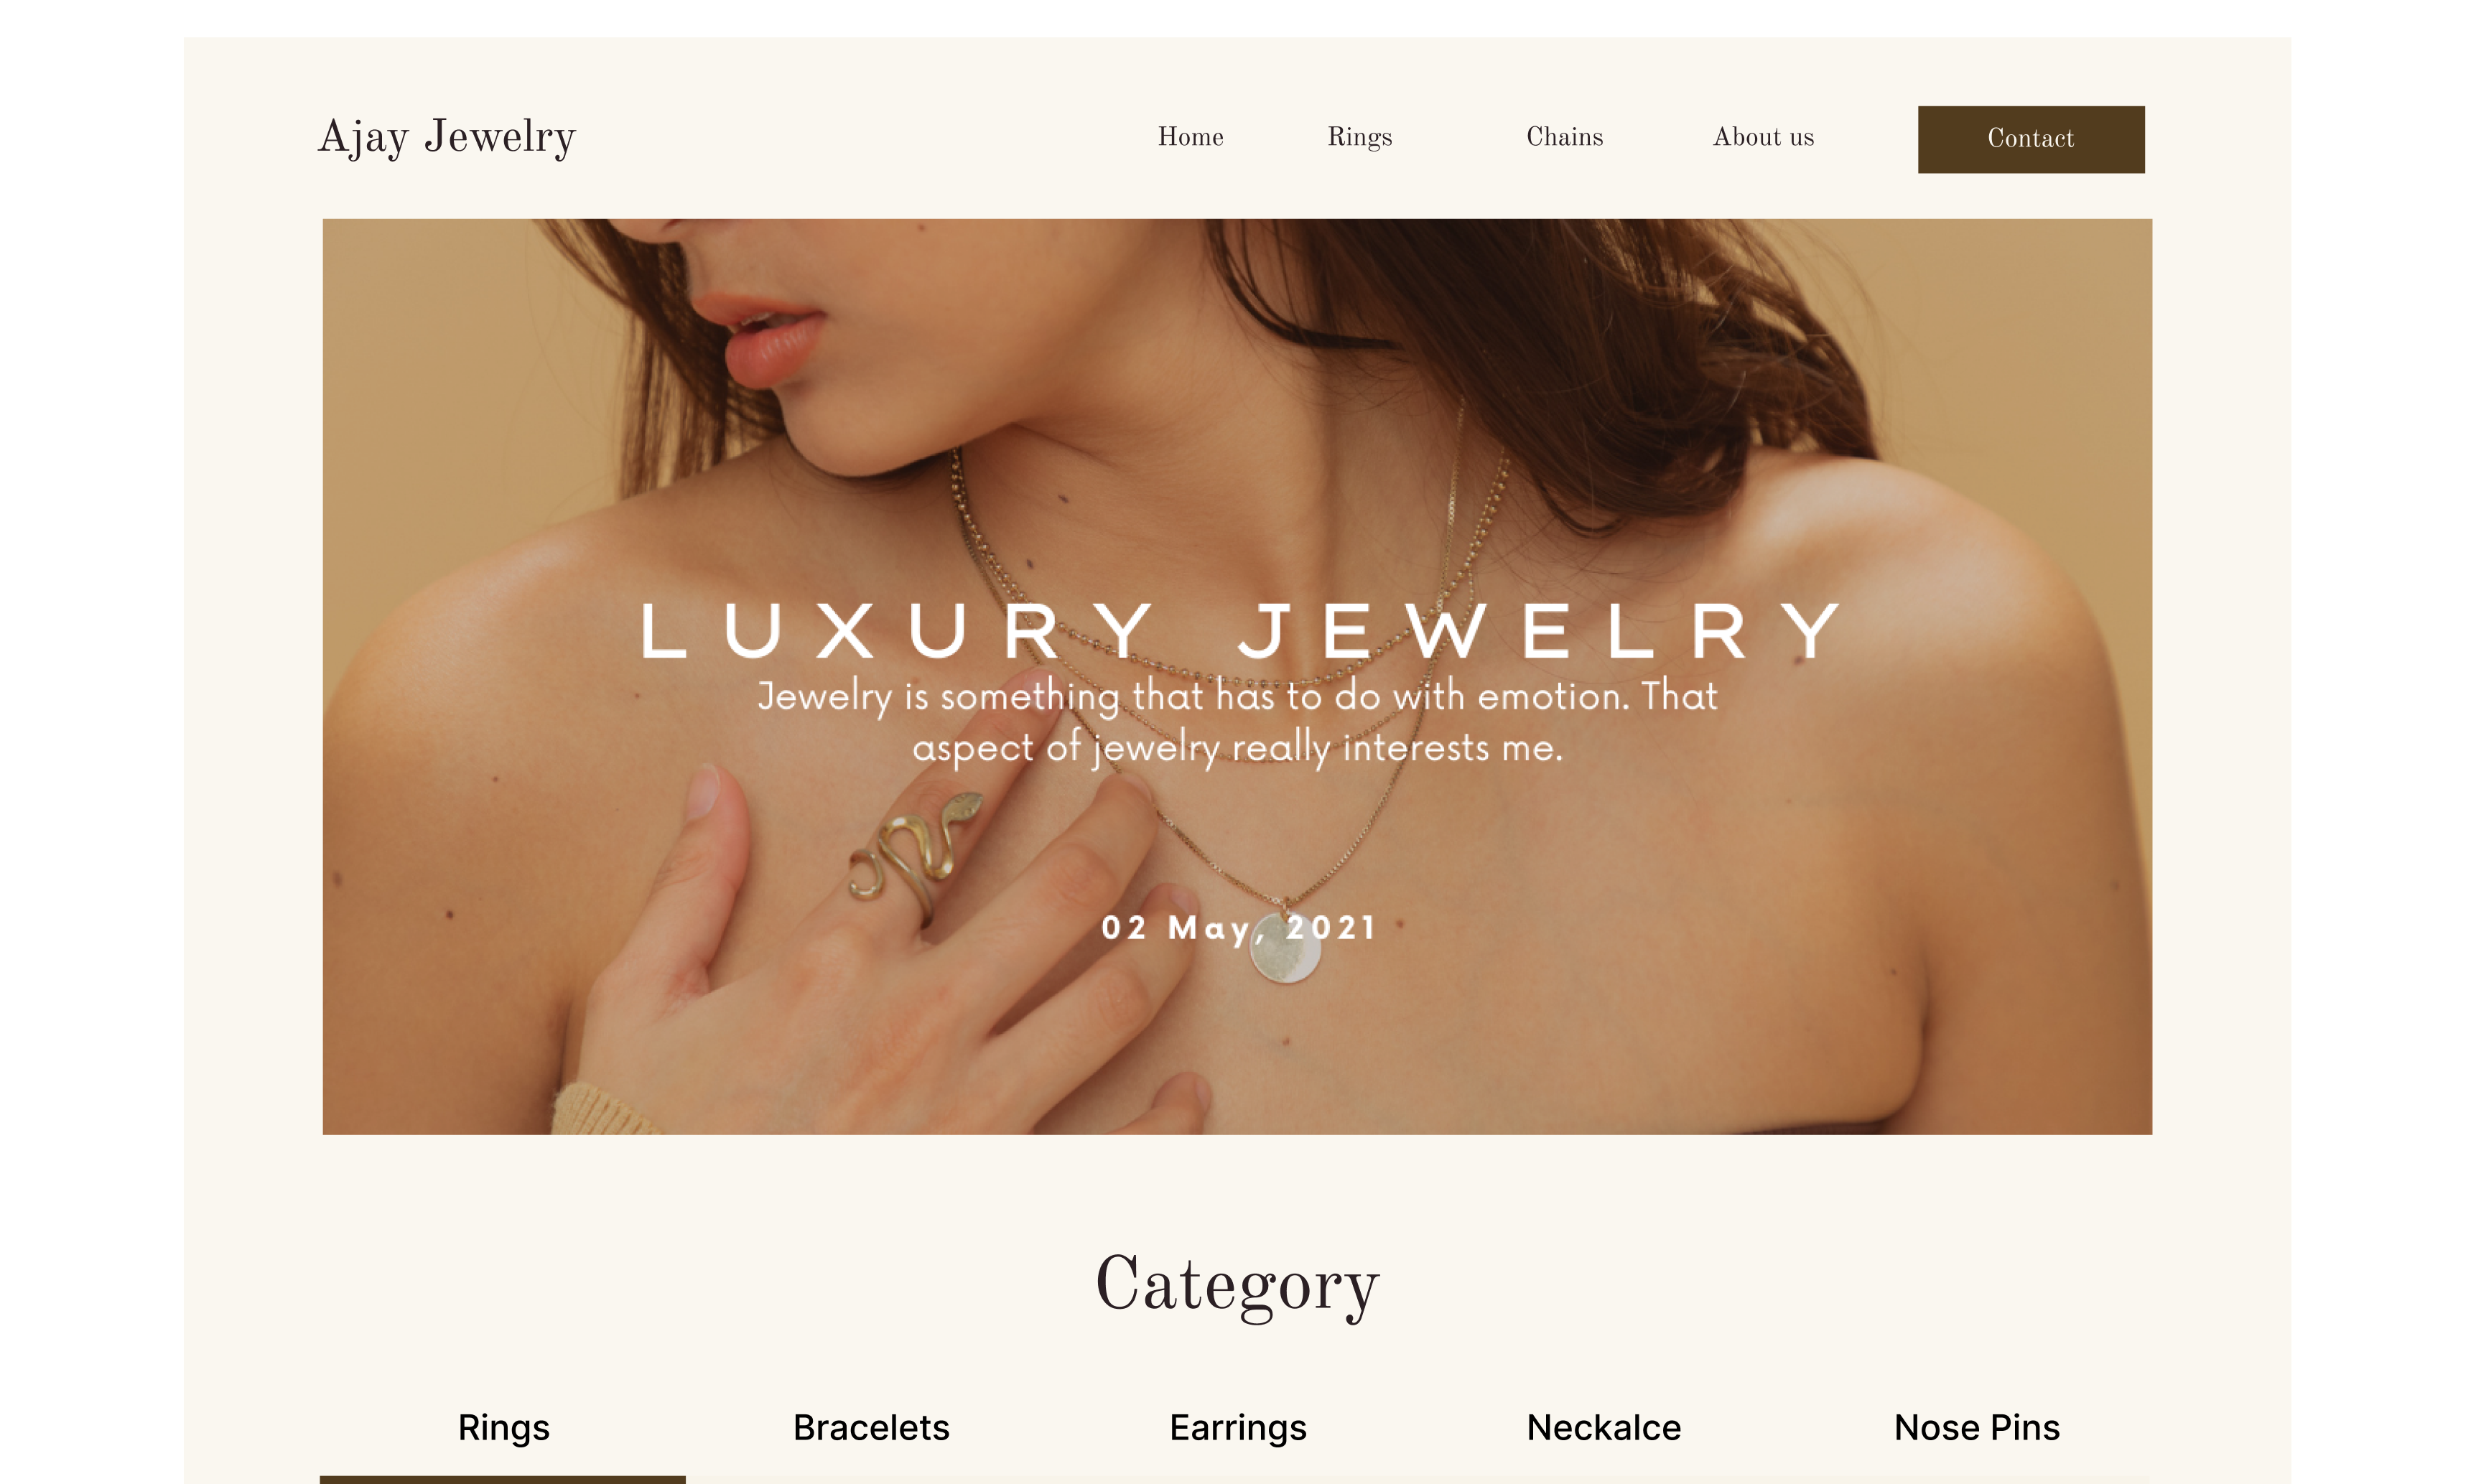 Ajay Jewelry
Home Rings Chains About us Contact
LUXURY JEWELRY
Jewelry is something that has to do with emotion. That
aspect of jewelry really interests me.
02 May, 2021
Category
Rings Bracelets Earrings Neckalce Nose Pins